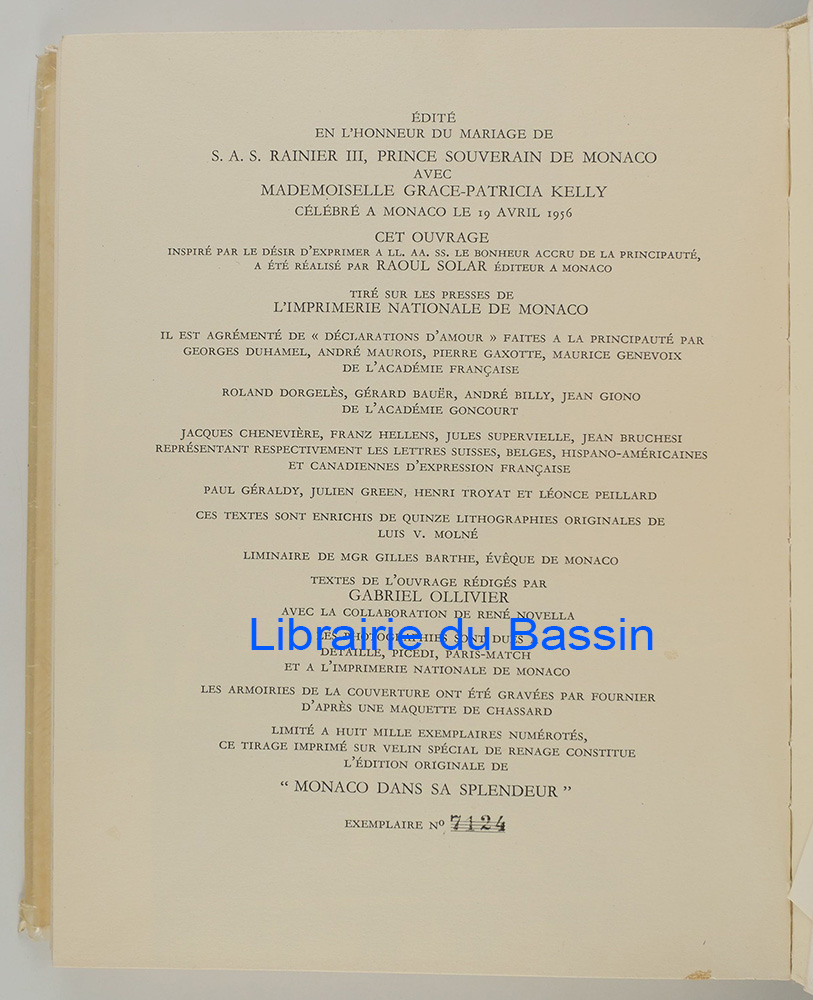 ÉDITÉ
EN L'HONNEUR DU MARIAGE DE
S. A. S. RAINIER III, PRINCE SOUVERAIN DE MONACO
AVEC
MADEMOISELLE GRACE-PATRICIA KELLY
CÉLÉBRÉ A MONACO LE 19 AVRIL 1956
CET OUVRAGE
INSPIRÉ PAR LE DÉSIR D'EXPRIMER A LL. AA. SS. LE BONHEUR ACCRU DE LA PRINCIPAUTÉ,
A ÉTÉ RÉALISÉ PAR RAOUL SOLAR ÉDITEUR A MONACO
TIRÉ SUR LES PRESSES DE
L'IMPRIMERIE NATIONALE DE MONACO
IL EST AGRÉMENTÉ DE « DÉCLARATIONS D'AMOUR » FAITES A LA PRINCIPAUTÉ PAR
GEORGES DUHAMEL, ANDRÉ MAUROIS, PIERRE GAXOTTE, MAURICE GENEVOIX
DE L'ACADÉMIE FRANÇAISE
ROLAND DORGELÈS, GÉRARD BAUËR, ANDRÉ BILLY, JEAN GIONO
DE L'ACADÉMIE GONCOURT
JACQUES CHENEVIÈRE, FRANZ HELLENS, JULES SUPERVIELLE, JEAN BRUCHESI
REPRÉSENTANT RESPECTIVEMENT LES LETTRES SUISSES, BELGES, HISPANO-AMÉRICAINES
ET CANADIENNES D'EXPRESSION FRANÇAISE
PAUL GÉRALDY, JULIEN GREEN, HENRI TROYAT ET LÉONCE PEILLARD
CES TEXTES SONT ENRICHIS DE QUINZE LITHOGRAPHIES ORIGINALES DE
LUIS V. MOLNÉ
LIMINAIRE DE MGR GILLES BARTHE, ÉVÊQUE DE MONACO
TEXTES DE L'OUVRAGE RÉDIGÉS PAR
GABRIEL OLLIVIER
AVEC LA COLLABORATION DE RENÉ NOVELLA
Librairie du Bassin
LES PHOTOGRAPHIES SONT DUES
DÉTAILLE, PICEDI, PARIS-MATCH
ET A L'IMPRIMERIE NATIONALE DE MONACO
LES ARMOIRIES DE LA COUVERTURE ONT ÉTÉ GRAVÉES PAR FOURNIER
D'APRÈS UNE MAQUETTE DE CHASSARD
LIMITÉ A HUIT MILLE EXEMPLAIRES NUMÉROTÉS,
CE TIRAGE IMPRIMÉ SUR VELIN SPÉCIAL DE RENAGE CONSTITUE
L'ÉDITION ORIGINALE DE
“ MONACO DANS SA SPLENDEUR ”
EXEMPLAIRE Nº 7124